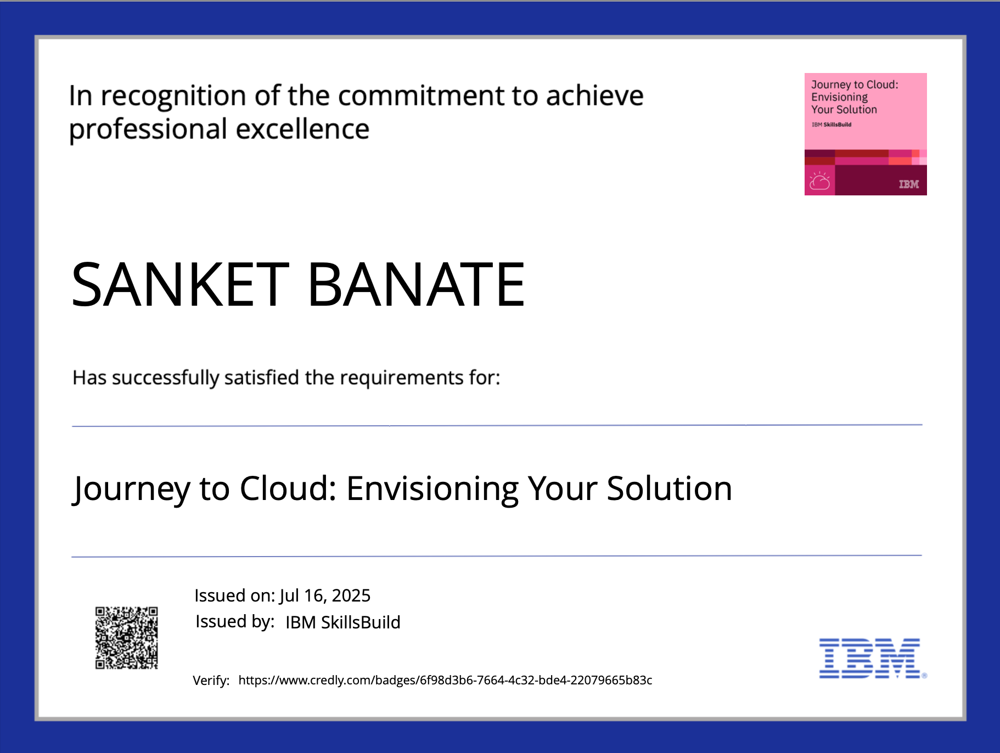 In recognition of the commitment to achieve
professional excellence
Journey to Cloud:
Envisioning
Your Solution
IBM SkillsBuild
IBM
SANKET BANATE
Has successfully satisfied the requirements for:
Journey to Cloud: Envisioning Your Solution
Issued on: Jul 16, 2025
Issued by: IBM SkillsBuild
IBM®
Verify: https://www.credly.com/badges/6f98d3b6-7664-4c32-bde4-22079665b83c